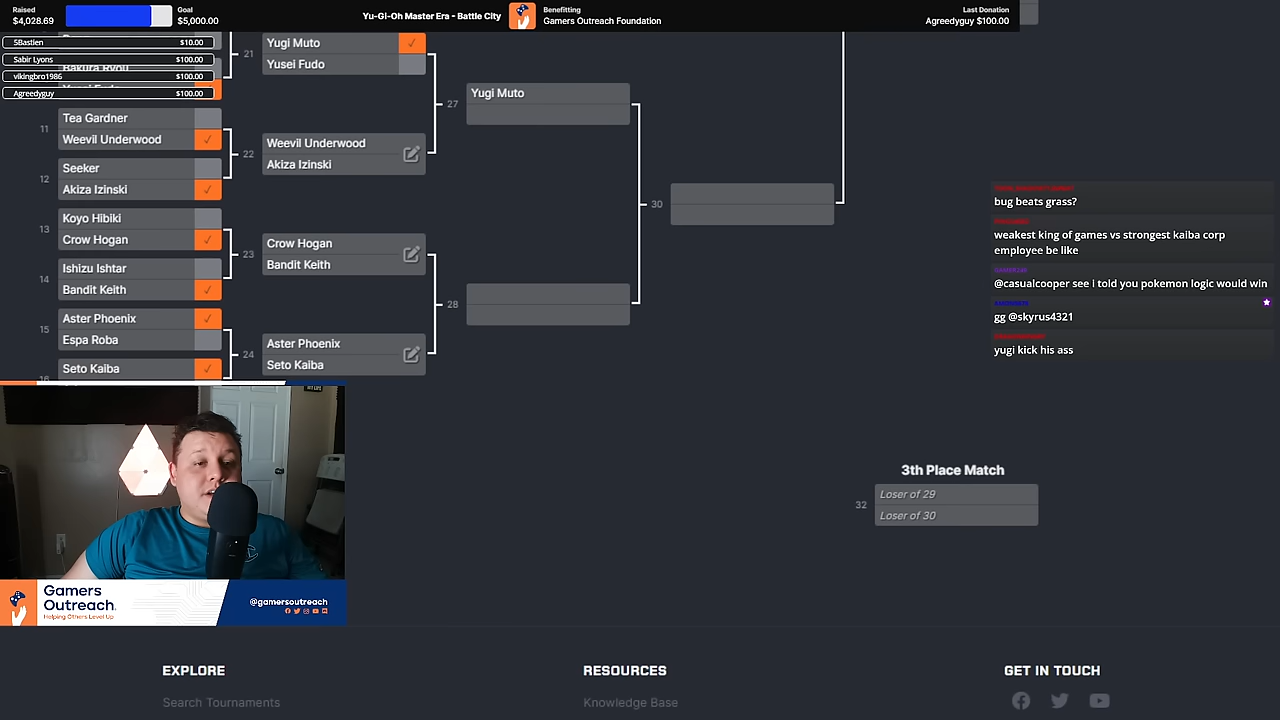 Raised
$4,028.69
Goal
$5,000.00
Yu-Gi-Oh Master Era - Battle City
Benefitting
Gamers Outreach Foundation
Last Donation
Agreedyguy $100.00
5Bastien $10.00
Sabir Lyons $100.00
vikingbro1986 $100.00
Agreedyguy $100.00
Bakura Ryou
Yusei Fudo
11
Tea Gardner
Weevil Underwood
12
Seeker
Akiza Izinski
13
Koyo Hibiki
Crow Hogan
14
Ishizu Ishtar
Bandit Keith
15
Aster Phoenix
Espa Roba
16
Seto Kaiba
21
Yugi Muto
Yusei Fudo
22
Weevil Underwood
Akiza Izinski
23
Crow Hogan
Bandit Keith
24
Aster Phoenix
Seto Kaiba
27
Yugi Muto
28
30
3th Place Match
32
Loser of 29
Loser of 30
bug beats grass?
weakest king of games vs strongest kaiba corp
employee be like
@casualcooper see i told you pokemon logic would win
gg @skyrus4321
yugi kick his ass
Gamers
Outreach.
Helping Others Level Up
@gamersoutreach
EXPLORE
Search Tournaments
RESOURCES
Knowledge Base
GET IN TOUCH